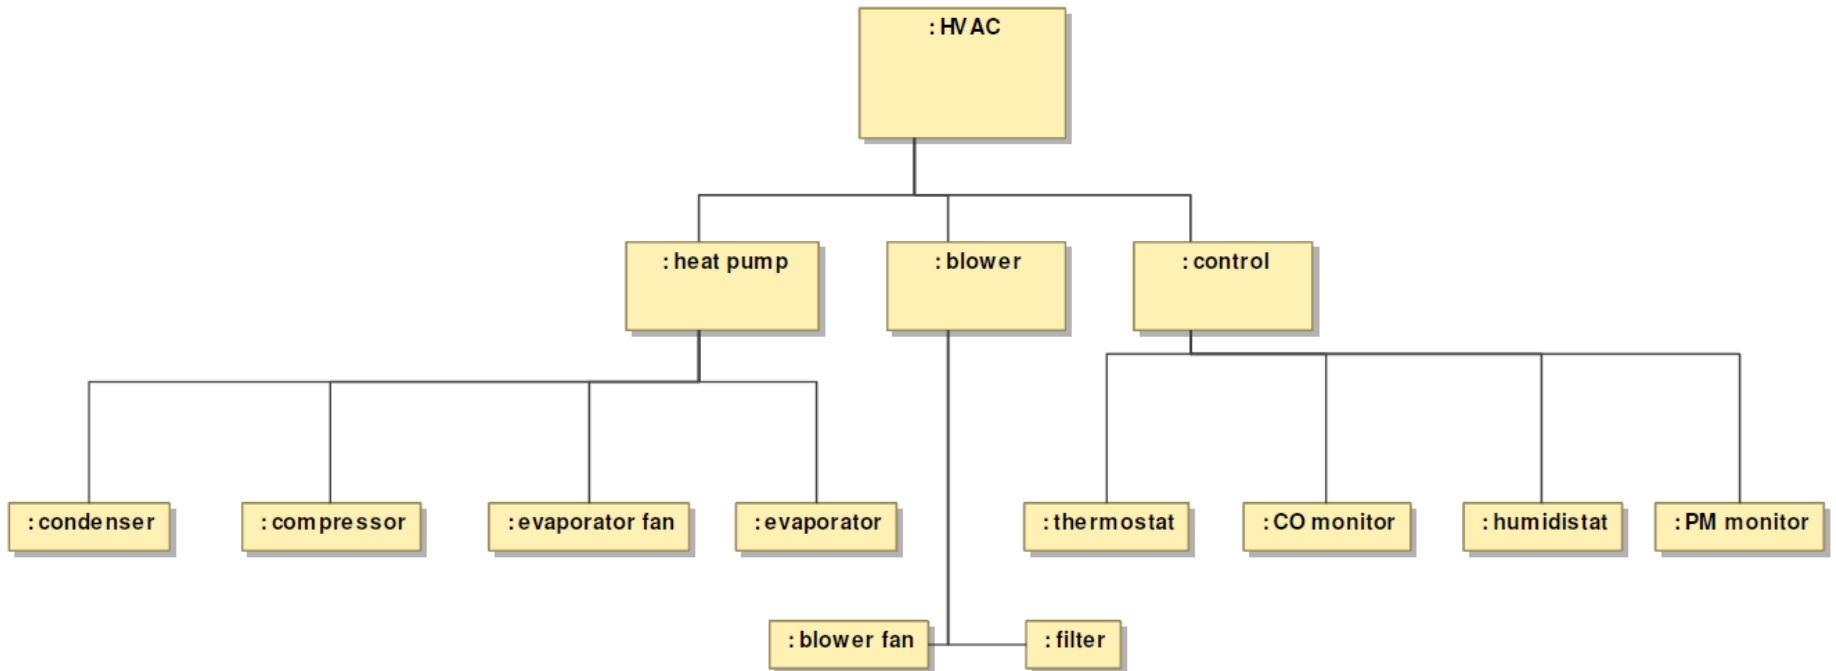 :HVAC
:heat pump
:blower
:control
:condenser
:compressor
:evaporator fan
:evaporator
:thermostat
:CO monitor
:humidistat
:PM monitor
:blower fan
:filter